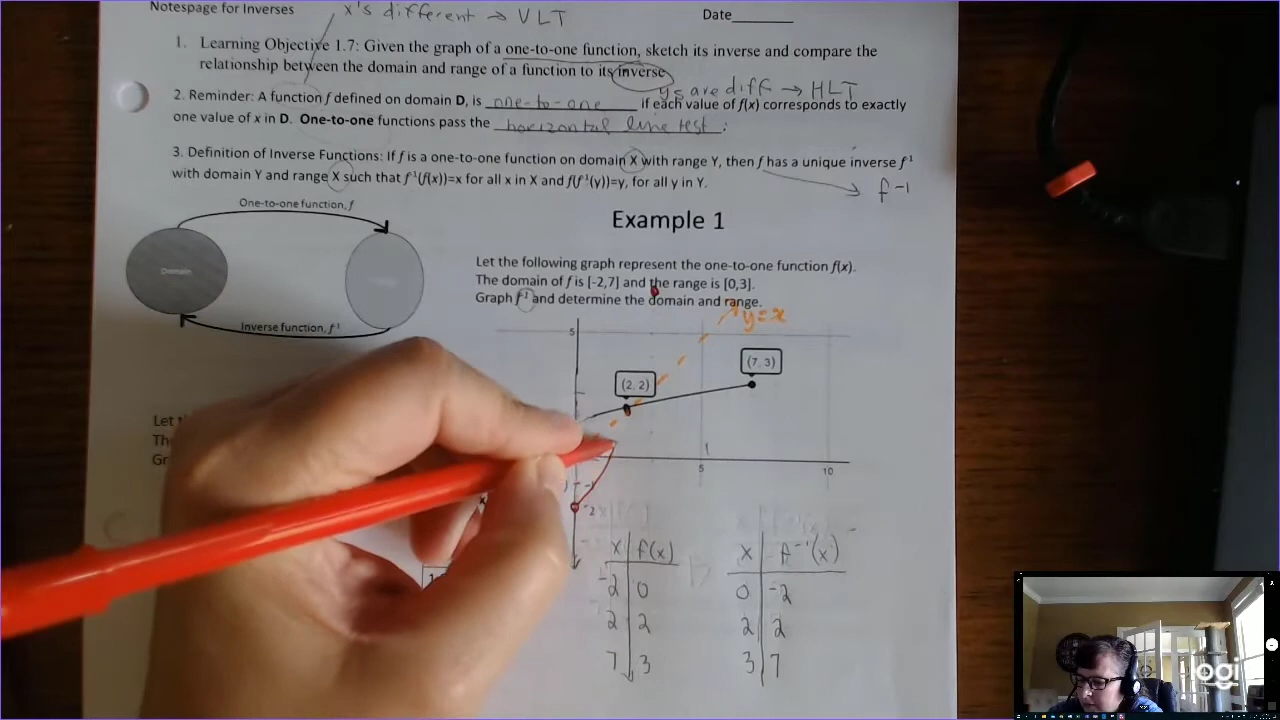 Notespage for Inverses
x's different → VLT
Date________
1. Learning Objective 1.7: Given the graph of a one-to-one function, sketch its inverse and compare the
relationship between the domain and range of a function to its inverse
y's are diff → HLT
2. Reminder: A function f defined on domain D, is one-to-one if each value of f(x) corresponds to exactly
one value of x in D. One-to-one functions pass the horizontal line test.
3. Definition of Inverse Functions: If f is a one-to-one function on domain X with range Y, then f has a unique inverse f⁻¹
with domain Y and range X such that f⁻¹(f(x))=x for all x in X and f(f⁻¹(y))=y, for all y in Y.
f⁻¹
One-to-one function, f
Domain
Inverse function, f⁻¹
Example 1
Let the following graph represent the one-to-one function f(x).
The domain of f is [-2,7] and the range is [0,3].
Graph f⁻¹ and determine the domain and range.
y=x
5
(7, 3)
(2, 2)
5
10
-2
Let
Th
Gr
x f(x)
-2 0
2 2
7 3
x f⁻¹(x)
0 -2
2 2
3 7
logi